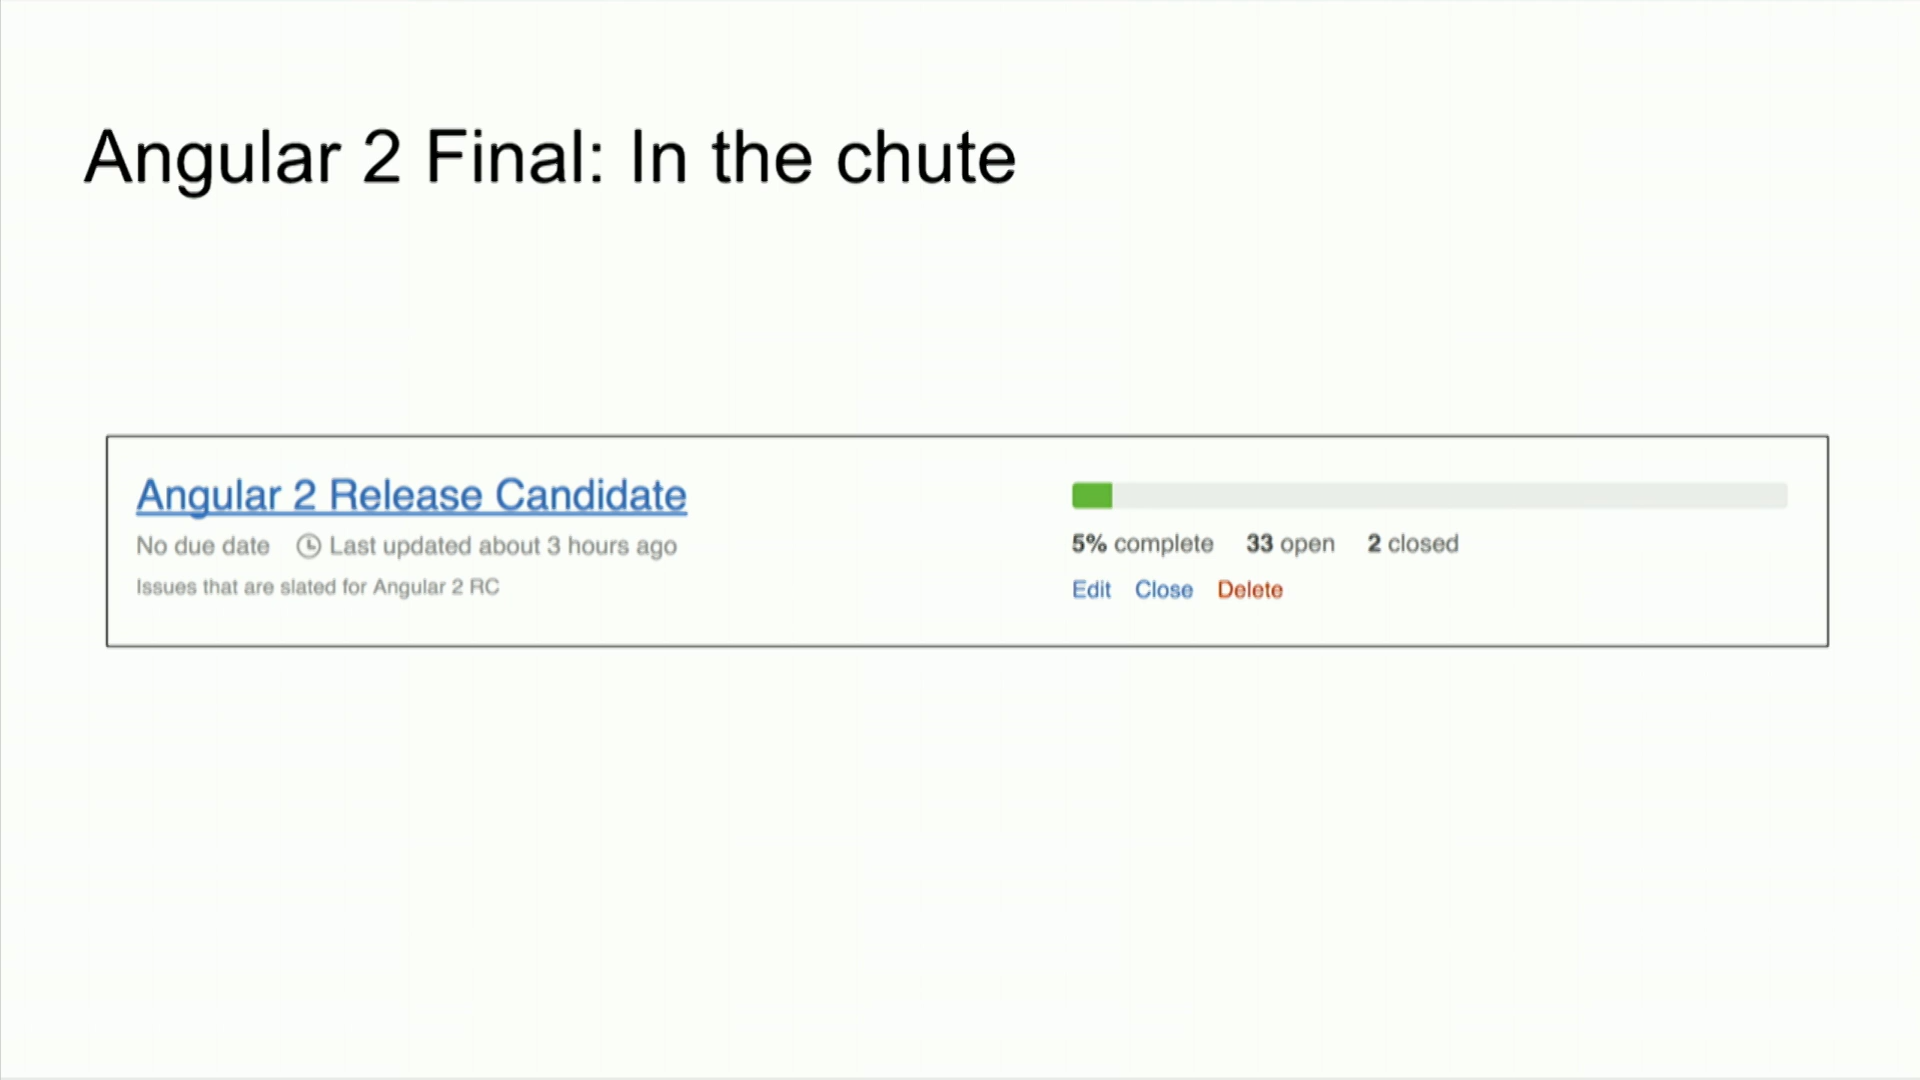 Angular 2 Final: In the chute
Angular 2 Release Candidate
No due date Last updated about 3 hours ago
Issues that are slated for Angular 2 RC
5% complete 33 open 2 closed
Edit Close Delete